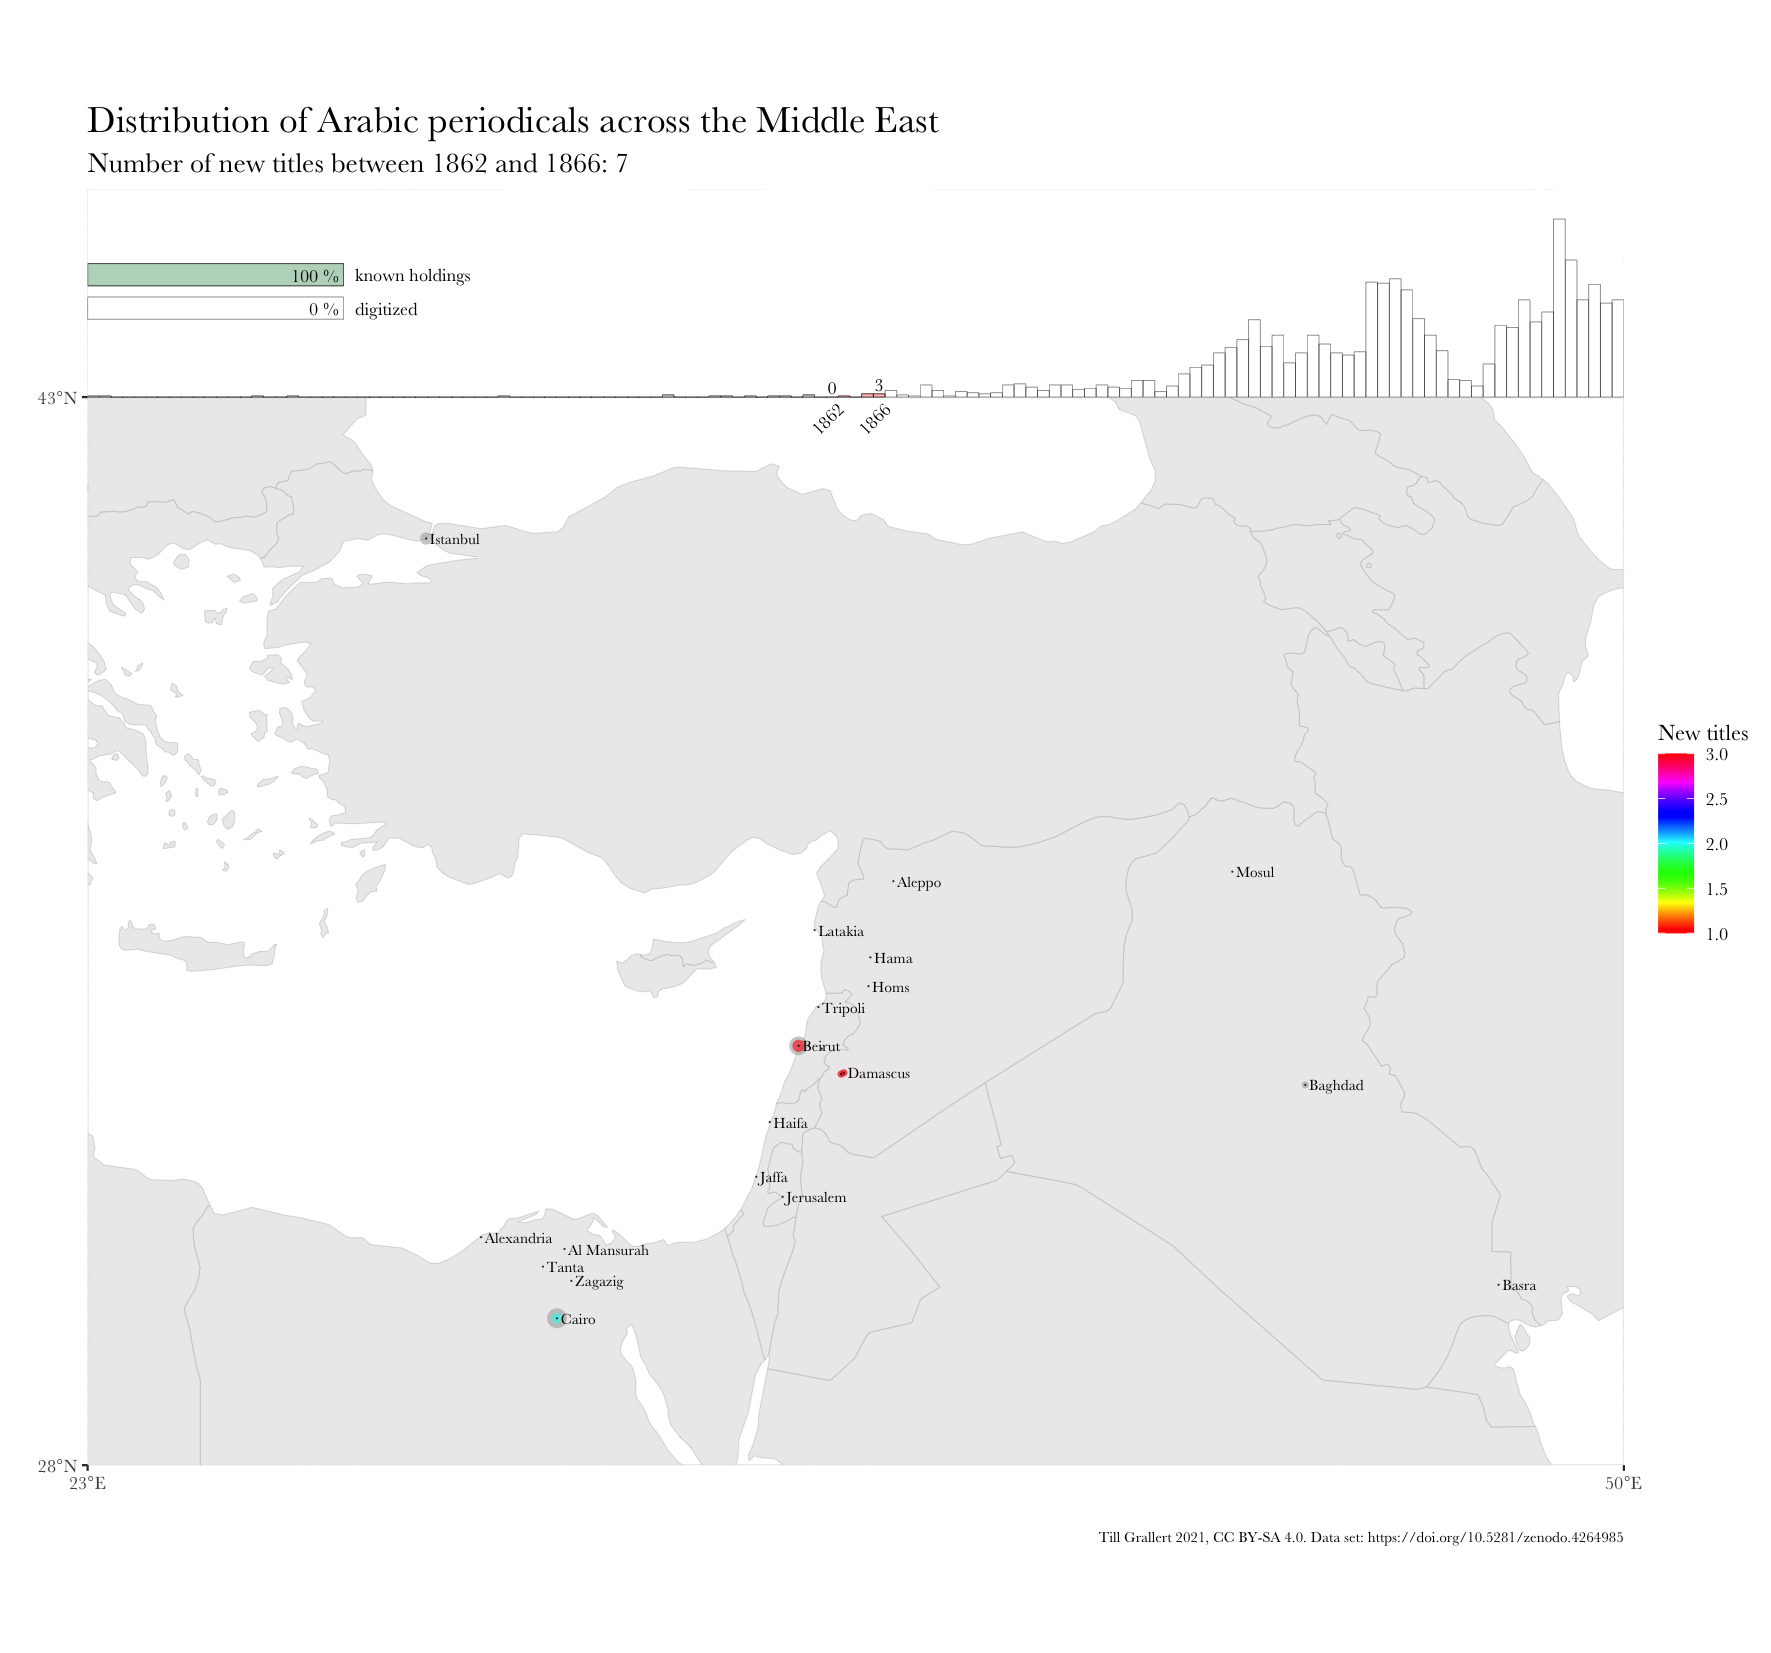 Distribution of Arabic periodicals across the Middle East
Number of new titles between 1862 and 1866: 7
100 % known holdings
0 % digitized
0 3
43°N
1862 1866
Istanbul
New titles
3.0
2.5
2.0
1.5
1.0
Mosul
Aleppo
Latakia
Hama
Homs
Tripoli
Beirut
Damascus
Baghdad
Haifa
Jaffa
Jerusalem
Alexandria
Al Mansurah
Tanta
Zagazig
Basra
Cairo
28°N
23°E 50°E
Till Grallert 2021, CC BY-SA 4.0. Data set: https://doi.org/10.5281/zenodo.4264985